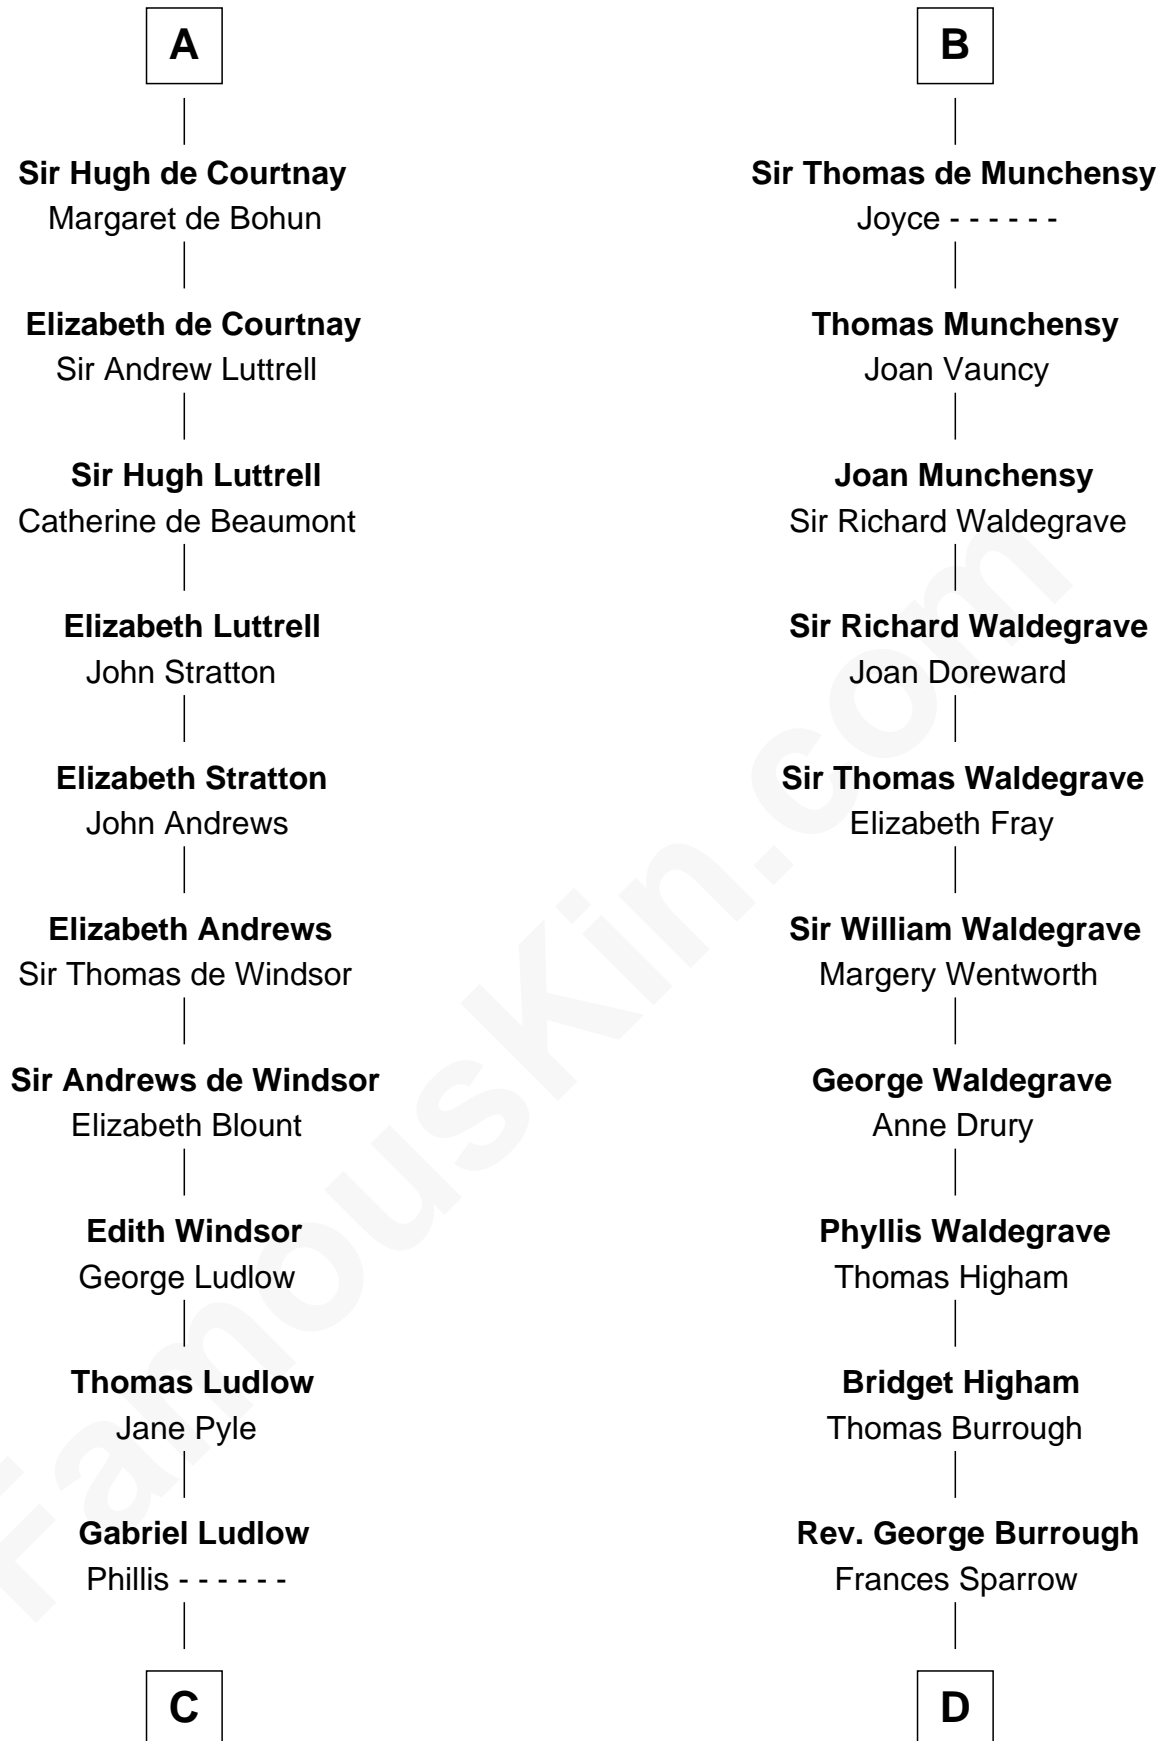 A
Sir Hugh de Courtnay
Margaret de Bohun
Elizabeth de Courtnay
Sir Andrew Luttrell
Sir Hugh Luttrell
Catherine de Beaumont
Elizabeth Luttrell
John Stratton
Elizabeth Stratton
John Andrews
Elizabeth Andrews
Sir Thomas de Windsor
Sir Andrews de Windsor
Elizabeth Blount
Edith Windsor
George Ludlow
Thomas Ludlow
Jane Pyle
Gabriel Ludlow
Phillis - - - - - -
C
B
Sir Thomas de Munchensy
Joyce - - - - - -
Thomas Munchensy
Joan Vauncy
Joan Munchensy
Sir Richard Waldegrave
Sir Richard Waldegrave
Joan Doreward
Sir Thomas Waldegrave
Elizabeth Fray
Sir William Waldegrave
Margery Wentworth
George Waldegrave
Anne Drury
Phyllis Waldegrave
Thomas Higham
Bridget Higham
Thomas Burrough
Rev. George Burrough
Frances Sparrow
D
FamousKin.com